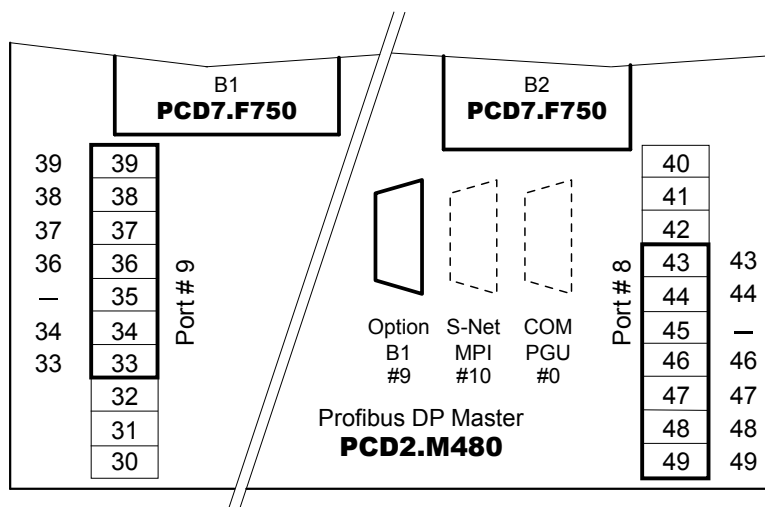 B1
PCD7.F750
B2
PCD7.F750
39 39
38 38
37 37
36 36
— 35
34 34
33 33
32
31
30
Port # 9
Option
B1
#9
S-Net
MPI
#10
COM
PGU
#0
Profibus DP Master
PCD2.M480
Port # 8
40
41
42
43 43
44 44
45 —
46 46
47 47
48 48
49 49